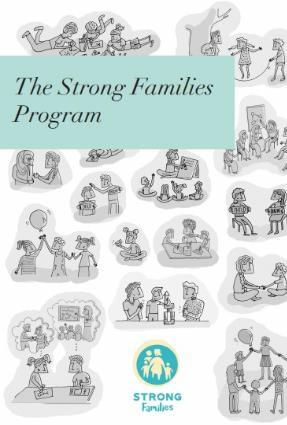 The Strong Families
Program
STRONG
Families